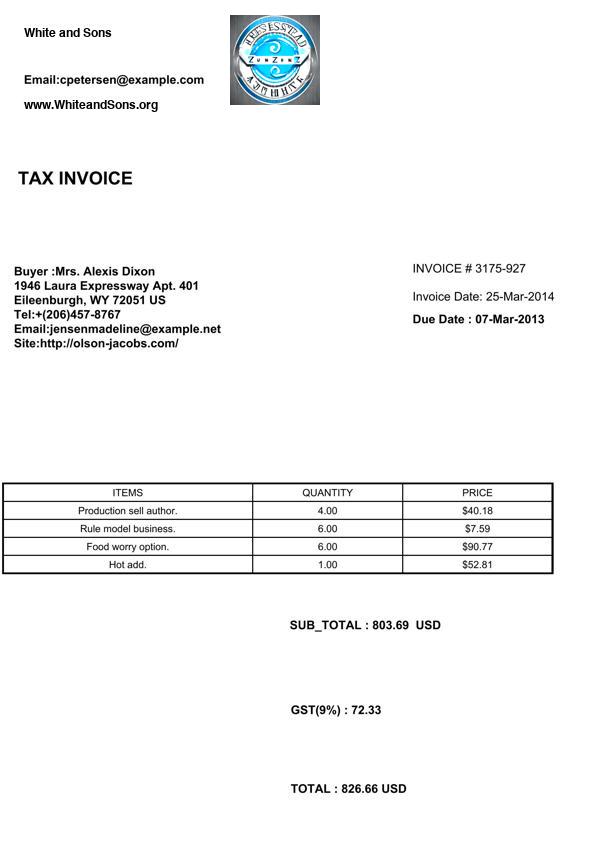 White and Sons
Email:cpetersen@example.com
www.WhiteandSons.org
ZunZenZ
TAX INVOICE
Buyer :Mrs. Alexis Dixon
1946 Laura Expressway Apt. 401
Eileenburgh, WY 72051 US
Tel:+(206)457-8767
Email:jensenmadeline@example.net
Site:http://olson-jacobs.com/
INVOICE # 3175-927
Invoice Date: 25-Mar-2014
Due Date : 07-Mar-2013
ITEMS QUANTITY PRICE
Production sell author. 4.00 $40.18
Rule model business. 6.00 $7.59
Food worry option. 6.00 $90.77
Hot add. 1.00 $52.81
SUB_TOTAL : 803.69 USD
GST(9%) : 72.33
TOTAL : 826.66 USD